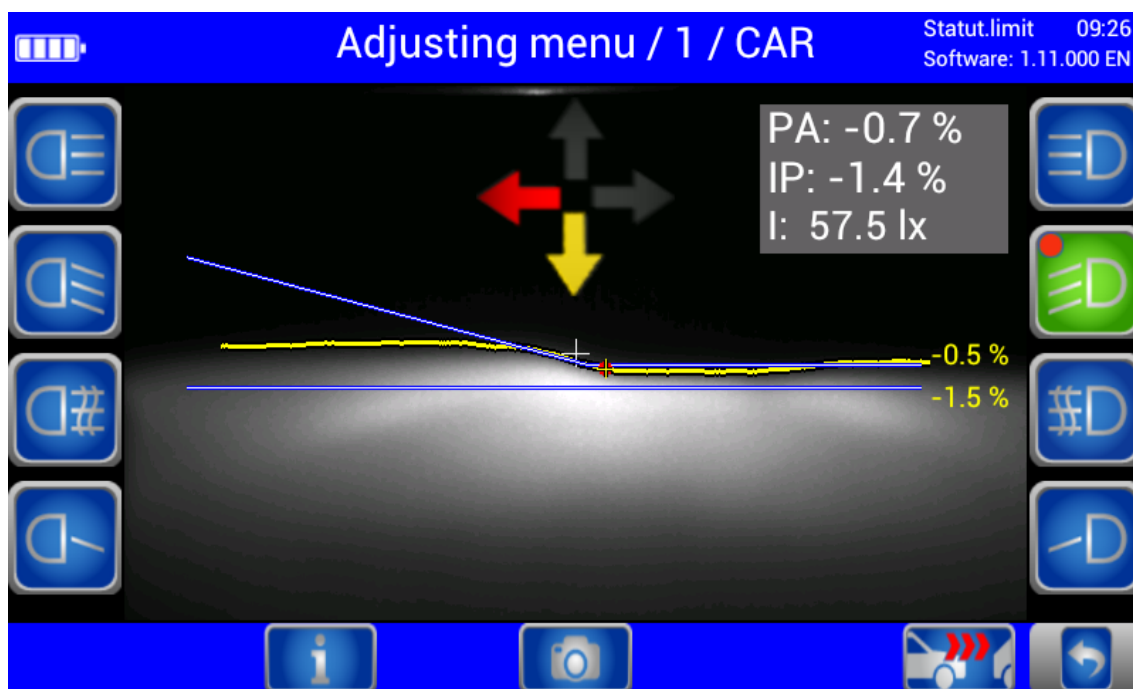 Adjusting menu / 1 / CAR
Statut.limit 09:26
Software: 1.11.000 EN
PA: -0.7 %
IP: -1.4 %
I: 57.5 lx
-0.5 %
-1.5 %
i